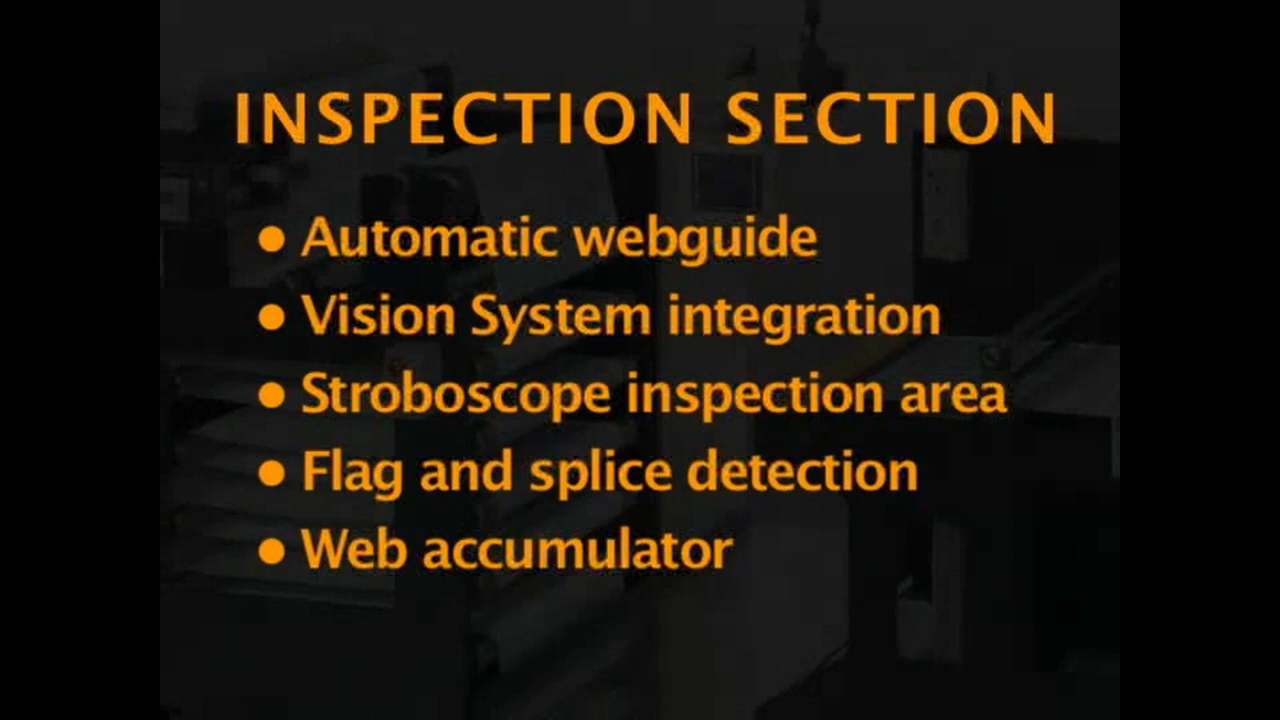 INSPECTION SECTION
● Automatic webguide
● Vision System integration
● Stroboscope inspection area
● Flag and splice detection
● Web accumulator